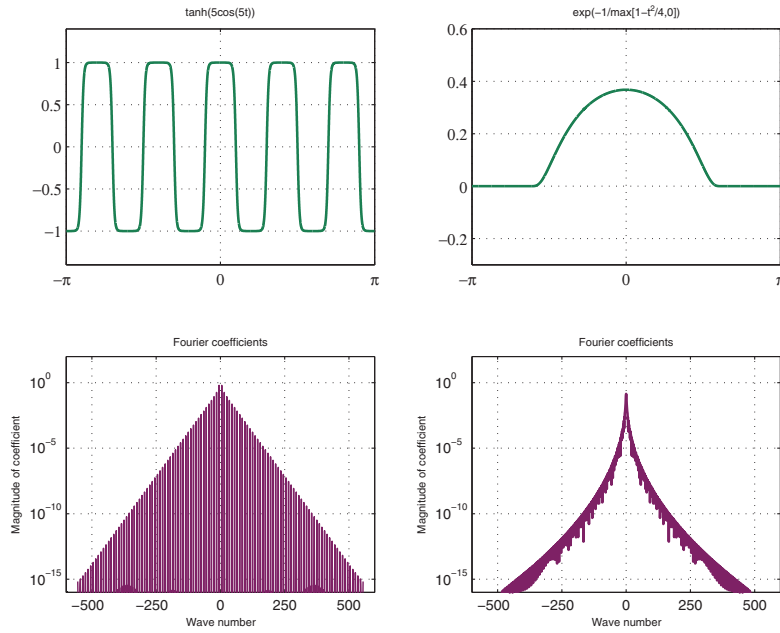 tanh(5cos(5t))
1
0.5
0
−0.5
−1
−π
0
π
exp(−1/max[1−t²/4,0])
0.6
0.4
0.2
0
−0.2
−π
0
π
Fourier coefficients
Magnitude of coefficient
10⁰
10⁻⁵
10⁻¹⁰
10⁻¹⁵
−500
−250
0
250
500
Wave number
Fourier coefficients
Magnitude of coefficient
10⁰
10⁻⁵
10⁻¹⁰
10⁻¹⁵
−500
−250
0
250
500
Wave number